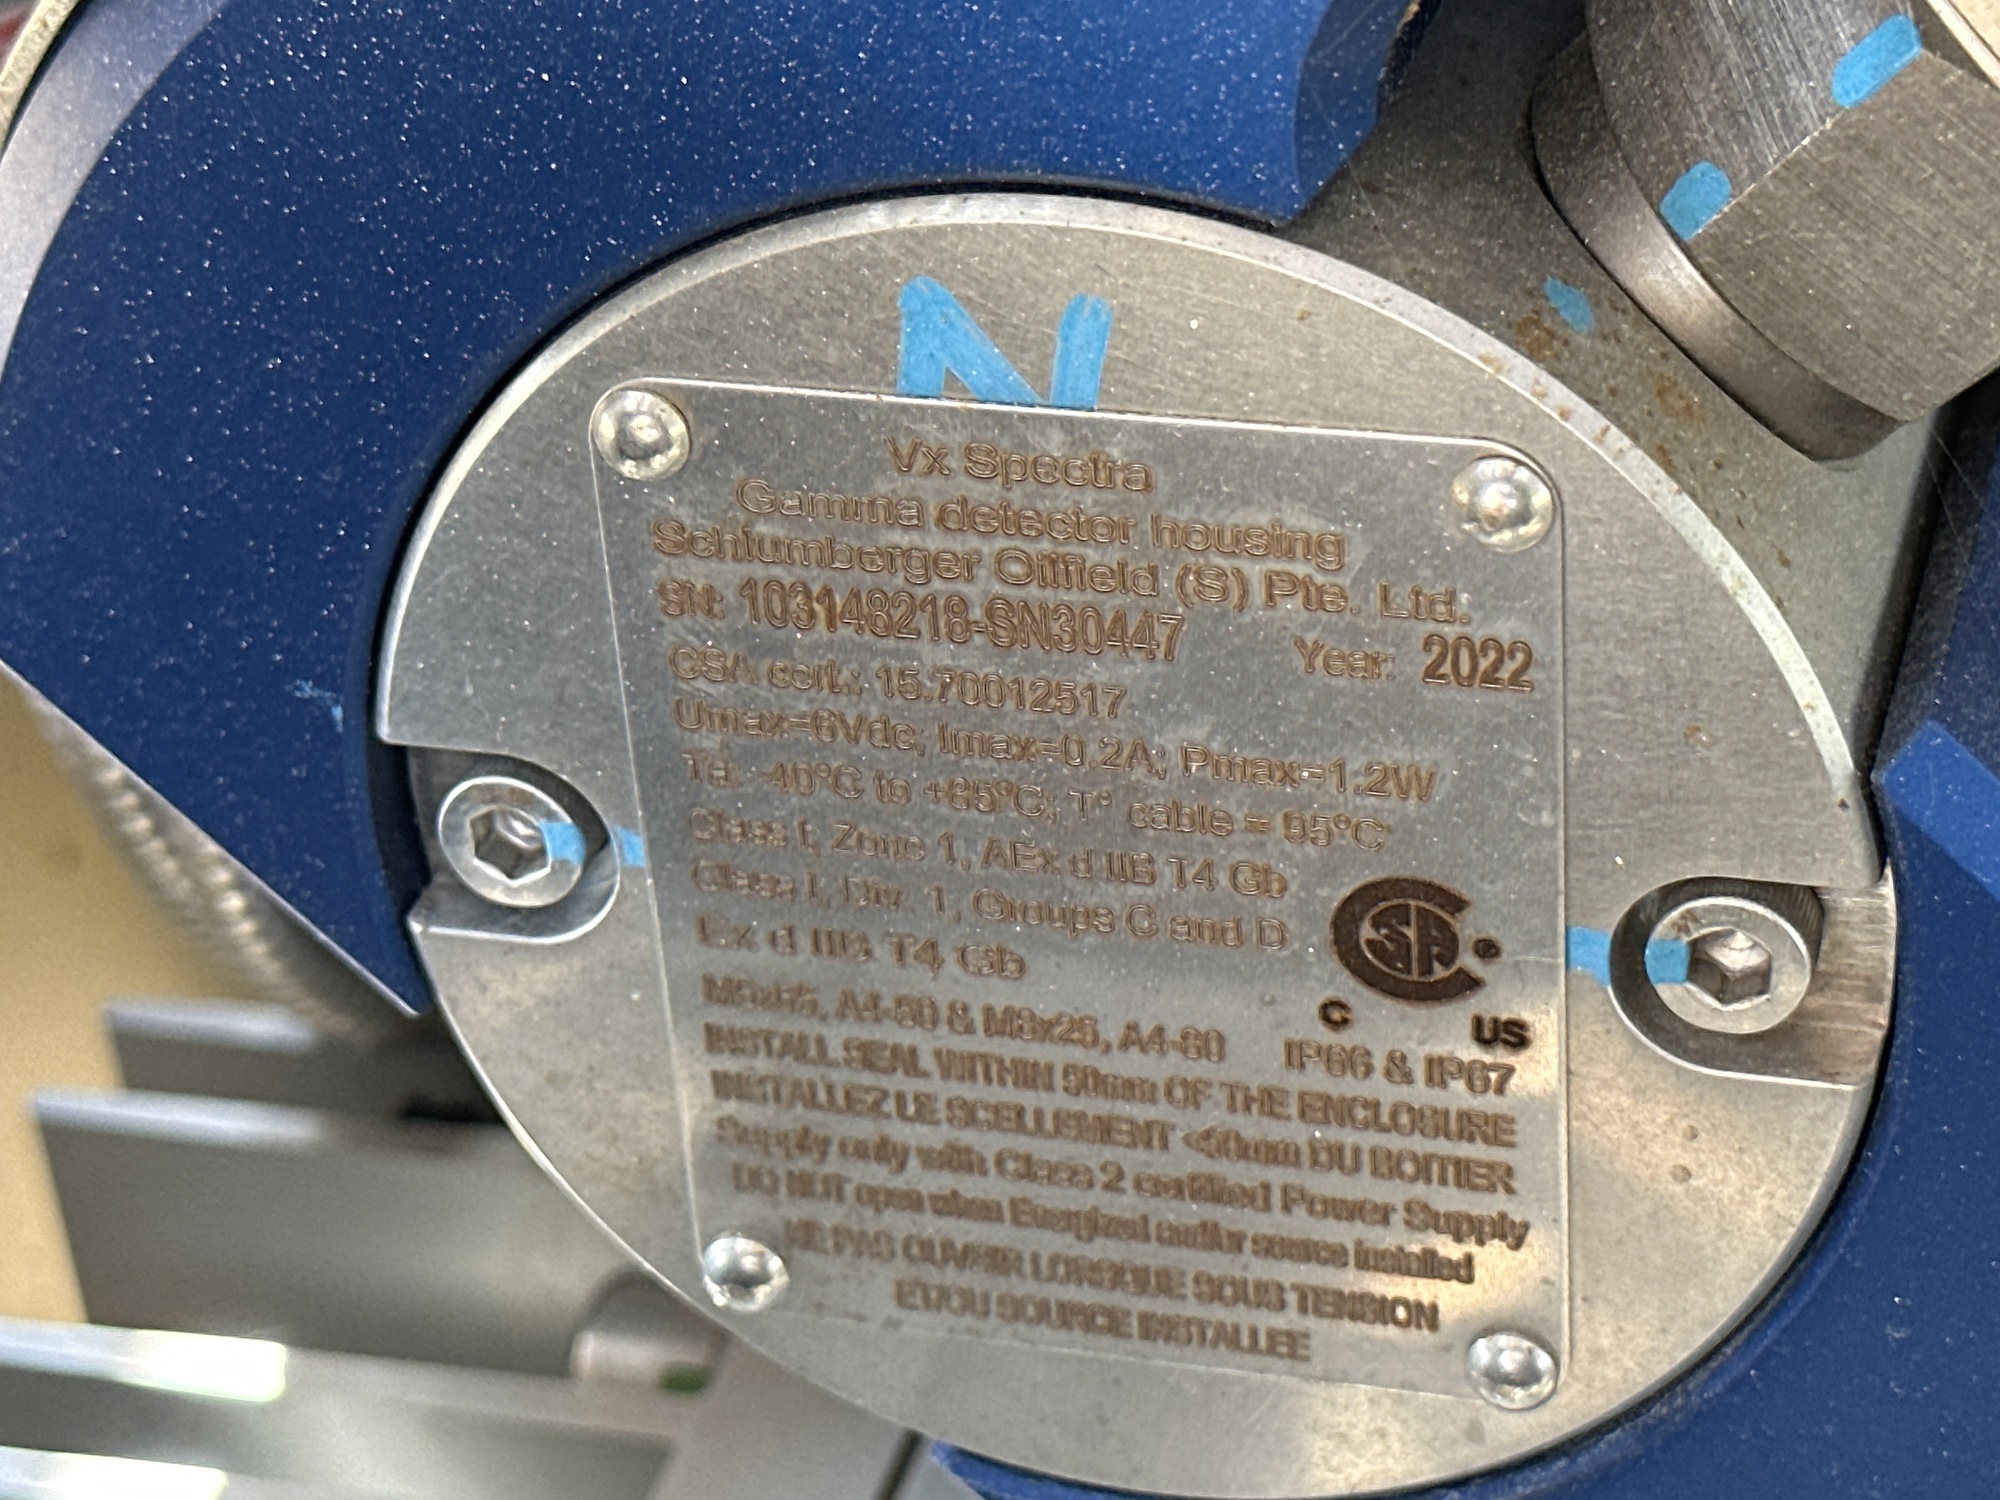 N
Vx Spectra
Gamma detector housing
Schlumberger Oilfield (S) Pte. Ltd.
SN: 103148218-SN30447 Year: 2022
CSA cert.: 15.70012517
Umax=6Vdc; Imax=0.2A; Pmax=1.2W
Ta: -40°C to +85°C; T° cable = 95°C
Class I, Zone 1, AEx d IIB T4 Gb
Class I, Div. 1, Groups C and D
Ex d IIB T4 Gb
CSA
C US
A4-50 & M8x25, A4-80 IP66 & IP67
INSTALL SEAL WITHIN 50mm OF THE ENCLOSURE
INSTALLEZ LE SCELLEMENT <50mm DU BOITIER
Supply only with Class 2 certified Power Supply
DO NOT open when Energized and/or source installed
NE PAS OUVRIR LORSQUE SOUS TENSION
ET/OU SOURCE INSTALLEE